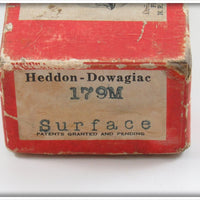 Heddon-Dowagiac
179M
Surface
PATENTS GRANTED AND PENDING